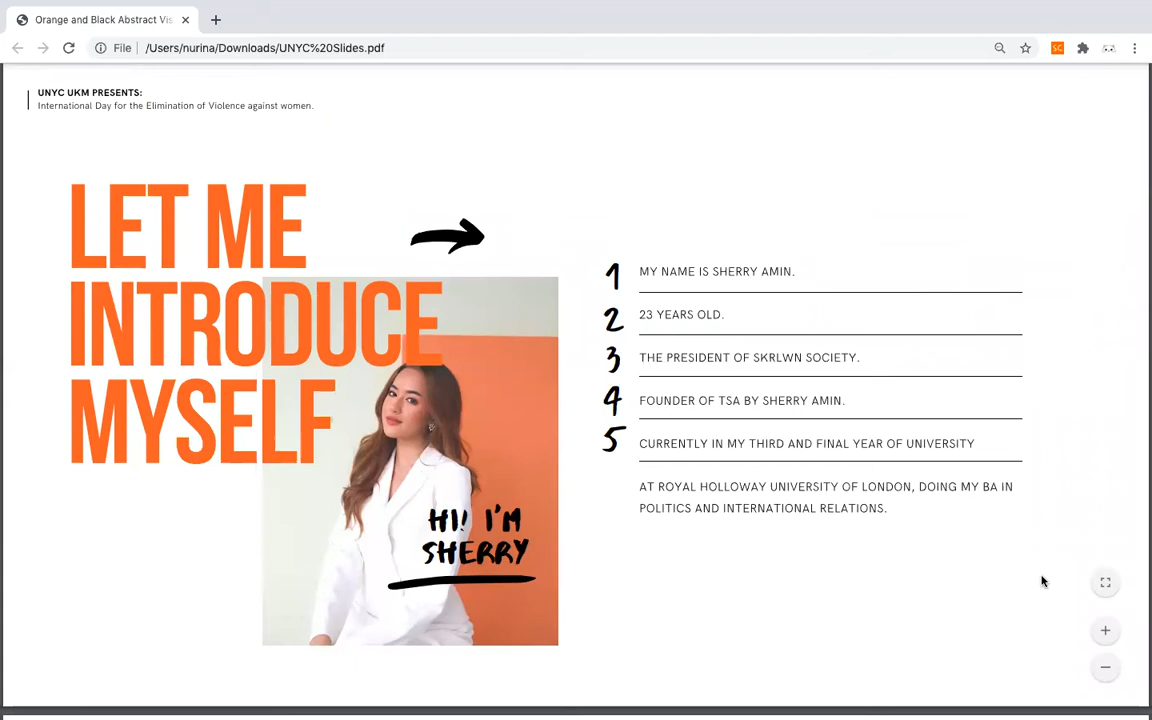 Orange and Black Abstract Vis
File /Users/nurina/Downloads/UNYC%20Slides.pdf
SC
UNYC UKM PRESENTS:
International Day for the Elimination of Violence against women.
LET ME
INTRODUCE
MYSELF
HI! I'M
SHERRY
1 MY NAME IS SHERRY AMIN.
2 23 YEARS OLD.
3 THE PRESIDENT OF SKRLWN SOCIETY.
4 FOUNDER OF TSA BY SHERRY AMIN.
5 CURRENTLY IN MY THIRD AND FINAL YEAR OF UNIVERSITY
AT ROYAL HOLLOWAY UNIVERSITY OF LONDON, DOING MY BA IN
POLITICS AND INTERNATIONAL RELATIONS.